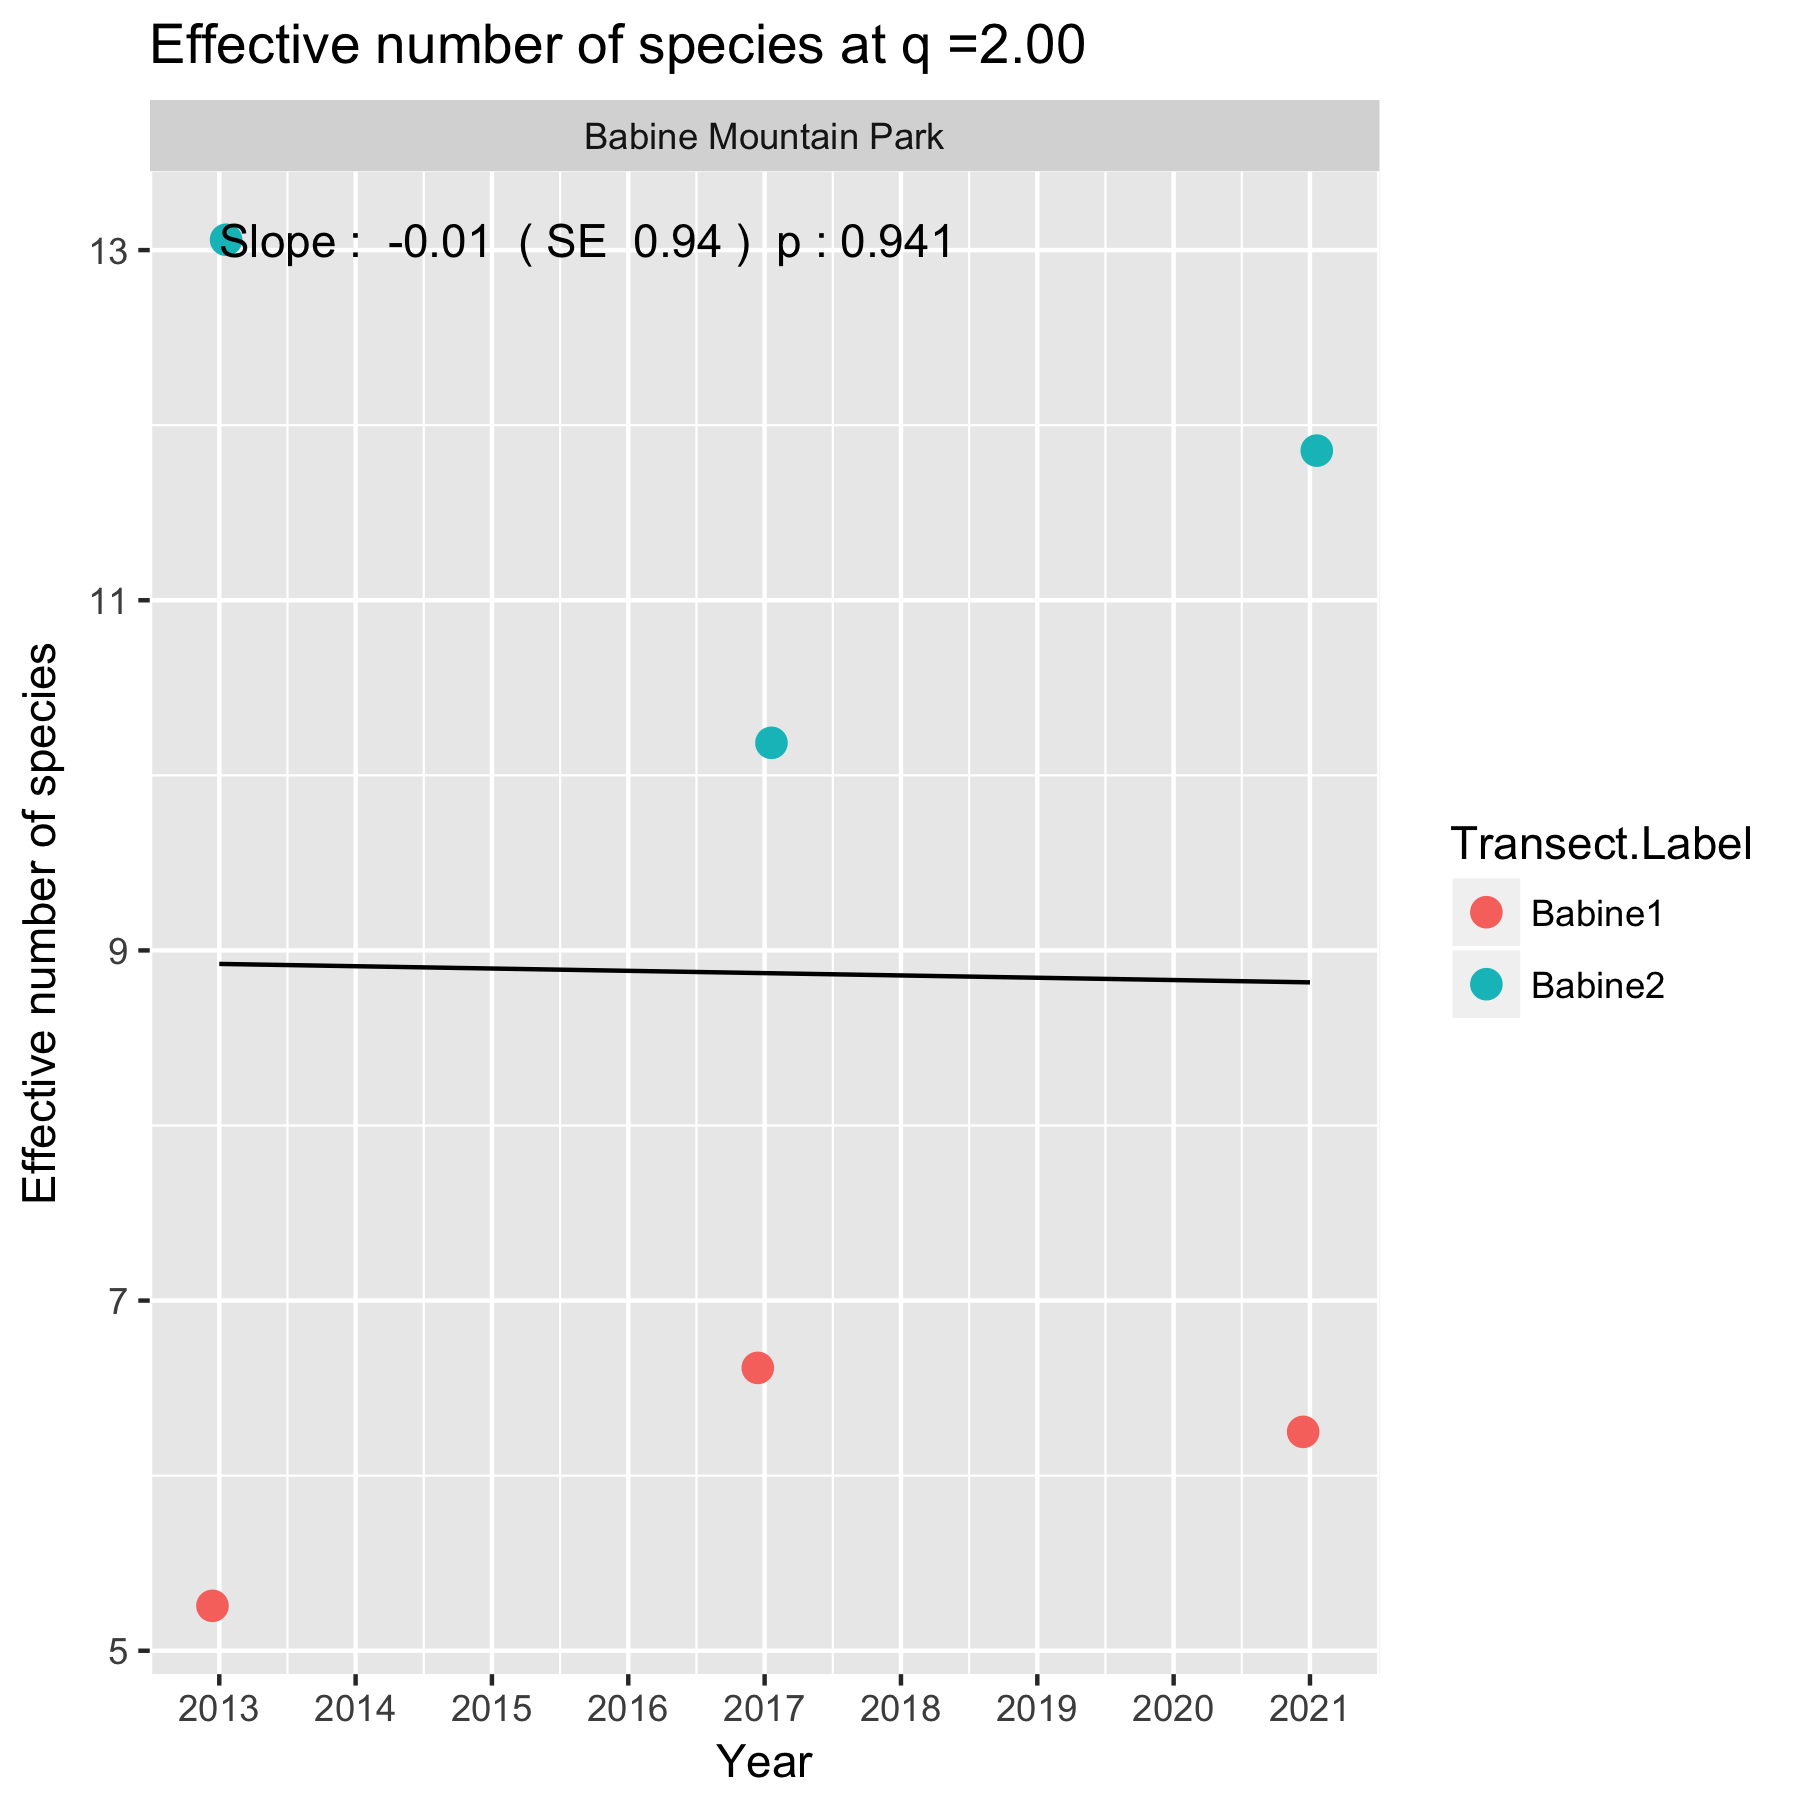 Effective number of species at q =2.00
Babine Mountain Park
Slope :  -0.01  ( SE  0.94 )  p : 0.941
13
11
9
7
5
Effective number of species
2013 2014 2015 2016 2017 2018 2019 2020 2021
Year
Transect.Label
Babine1
Babine2